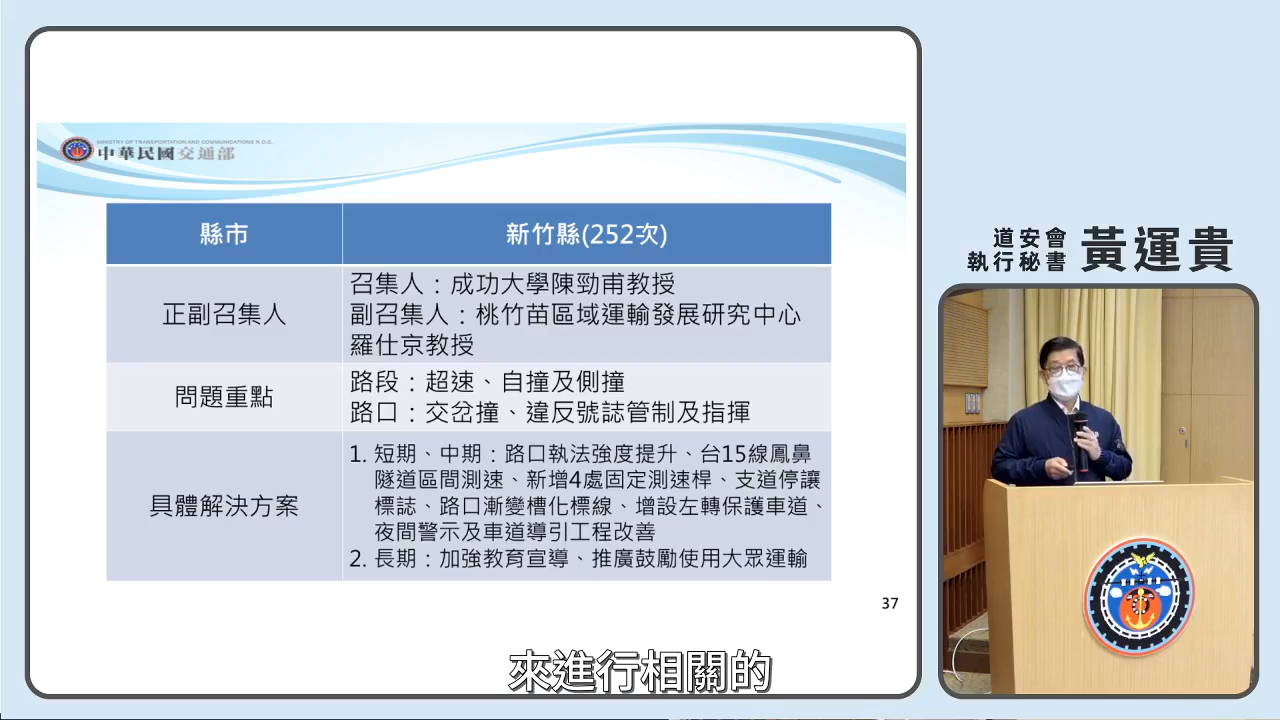 MINISTRY OF TRANSPORTATION AND COMMUNICATIONS R.O.C.
中華民國交通部
縣市
新竹縣(252次)
正副召集人
召集人：成功大學陳勁甫教授
副召集人：桃竹苗區域運輸發展研究中心
羅仕京教授
問題重點
路段：超速、自撞及側撞
路口：交岔撞、違反號誌管制及指揮
具體解決方案
1. 短期、中期：路口執法強度提升、台15線鳳鼻
隧道區間測速、新增4處固定測速桿、支道停讓
標誌、路口漸變槽化標線、增設左轉保護車道、
夜間警示及車道導引工程改善
2. 長期：加強教育宣導、推廣鼓勵使用大眾運輸
37
道安會
執行秘書
黃運貴
來進行相關的